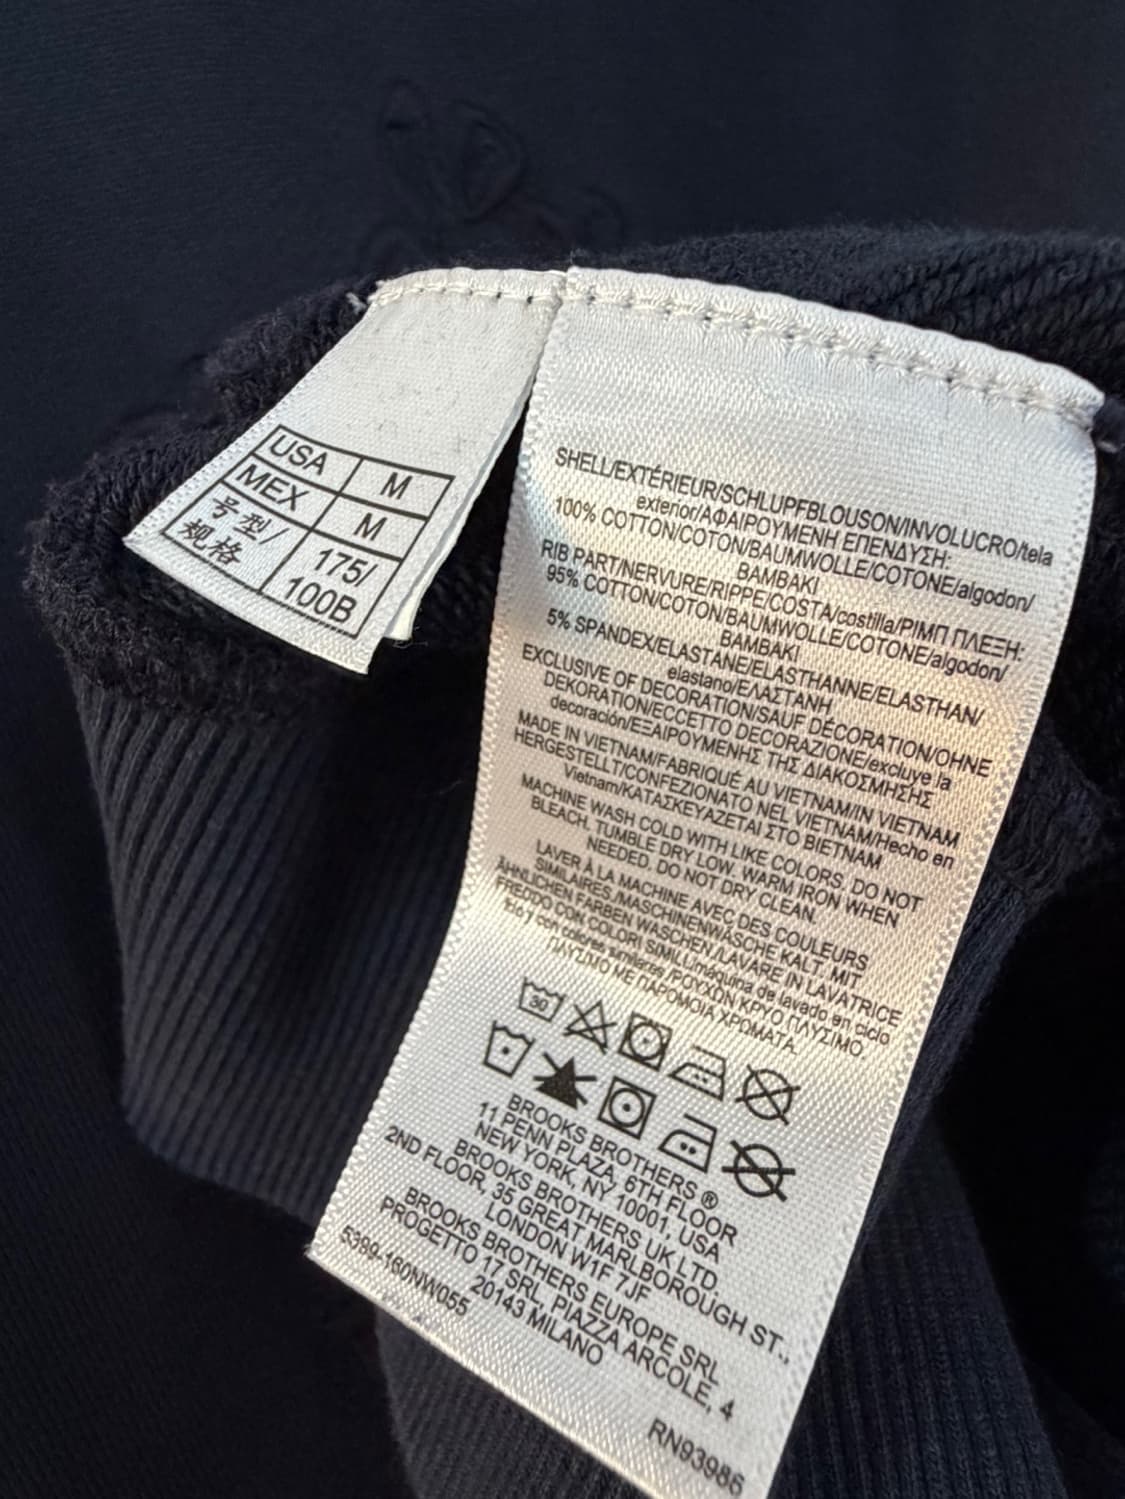 USA M
MEX M
号型/
规格 175/
100B
SHELL/EXTÉRIEUR/SCHLUPFBLOUSON/INVOLUCRO/tela
exterior/ΑΦΑΙΡΟΥΜΕΝΗ ΕΠΕΝΔΥΣΗ:
100% COTTON/COTON/BAUMWOLLE/COTONE/algodon/
BAMBAKI
RIB PART/NERVURE/RIPPE/COSTA/costilla/ΡΙΜΠ ΠΛΕΞΗ:
95% COTTON/COTON/BAUMWOLLE/COTONE/algodon/
BAMBAKI
5% SPANDEX/ELASTANE/ELASTHANNE/ELASTHAN/
elastano/ΕΛΑΣΤΑΝΗ
EXCLUSIVE OF DECORATION/SAUF DÉCORATION/OHNE
DEKORATION/ECCETTO DECORAZIONE/excluye la
decoración/ΕΞΑΙΡΟΥΜΕΝΗΣ ΤΗΣ ΔΙΑΚΟΣΜΗΣΗΣ
MADE IN VIETNAM/FABRIQUÉ AU VIETNAM/IN VIETNAM
HERGESTELLT/CONFEZIONATO NEL VIETNAM/Hecho en
Vietnam/ΚΑΤΑΣΚΕΥΑΖΕΤΑΙ ΣΤΟ ΒΙΕΤΝΑΜ
MACHINE WASH COLD WITH LIKE COLORS. DO NOT
BLEACH. TUMBLE DRY LOW. WARM IRON WHEN
NEEDED. DO NOT DRY CLEAN.
LAVER À LA MACHINE AVEC DES COULEURS
SIMILAIRES./MASCHINENWÄSCHE KALT. MIT
ÄHNLICHEN FARBEN WASCHEN/LAVARE IN LAVATRICE
FREDDO CON COLORI SIMILI./máquina de lavado en ciclo
frío y con colores similares /ΡΟΥΧΩΝ ΚΡΥΟ ΠΛΥΣΙΜΟ
ΠΛΥΣΙΜΟ ΜΕ ΠΑΡΟΜΟΙΑ ΧΡΩΜΑΤΑ.
30
BROOKS BROTHERS ®
11 PENN PLAZA, 6TH FLOOR
NEW YORK, NY 10001, USA
BROOKS BROTHERS UK LTD.
2ND FLOOR, 35 GREAT MARLBOROUGH ST.,
LONDON W1F 7JF
BROOKS BROTHERS EUROPE SRL
PROGETTO 17 SRL, PIAZZA ARCOLE, 4
20143 MILANO
5399-160NW055
RN93986